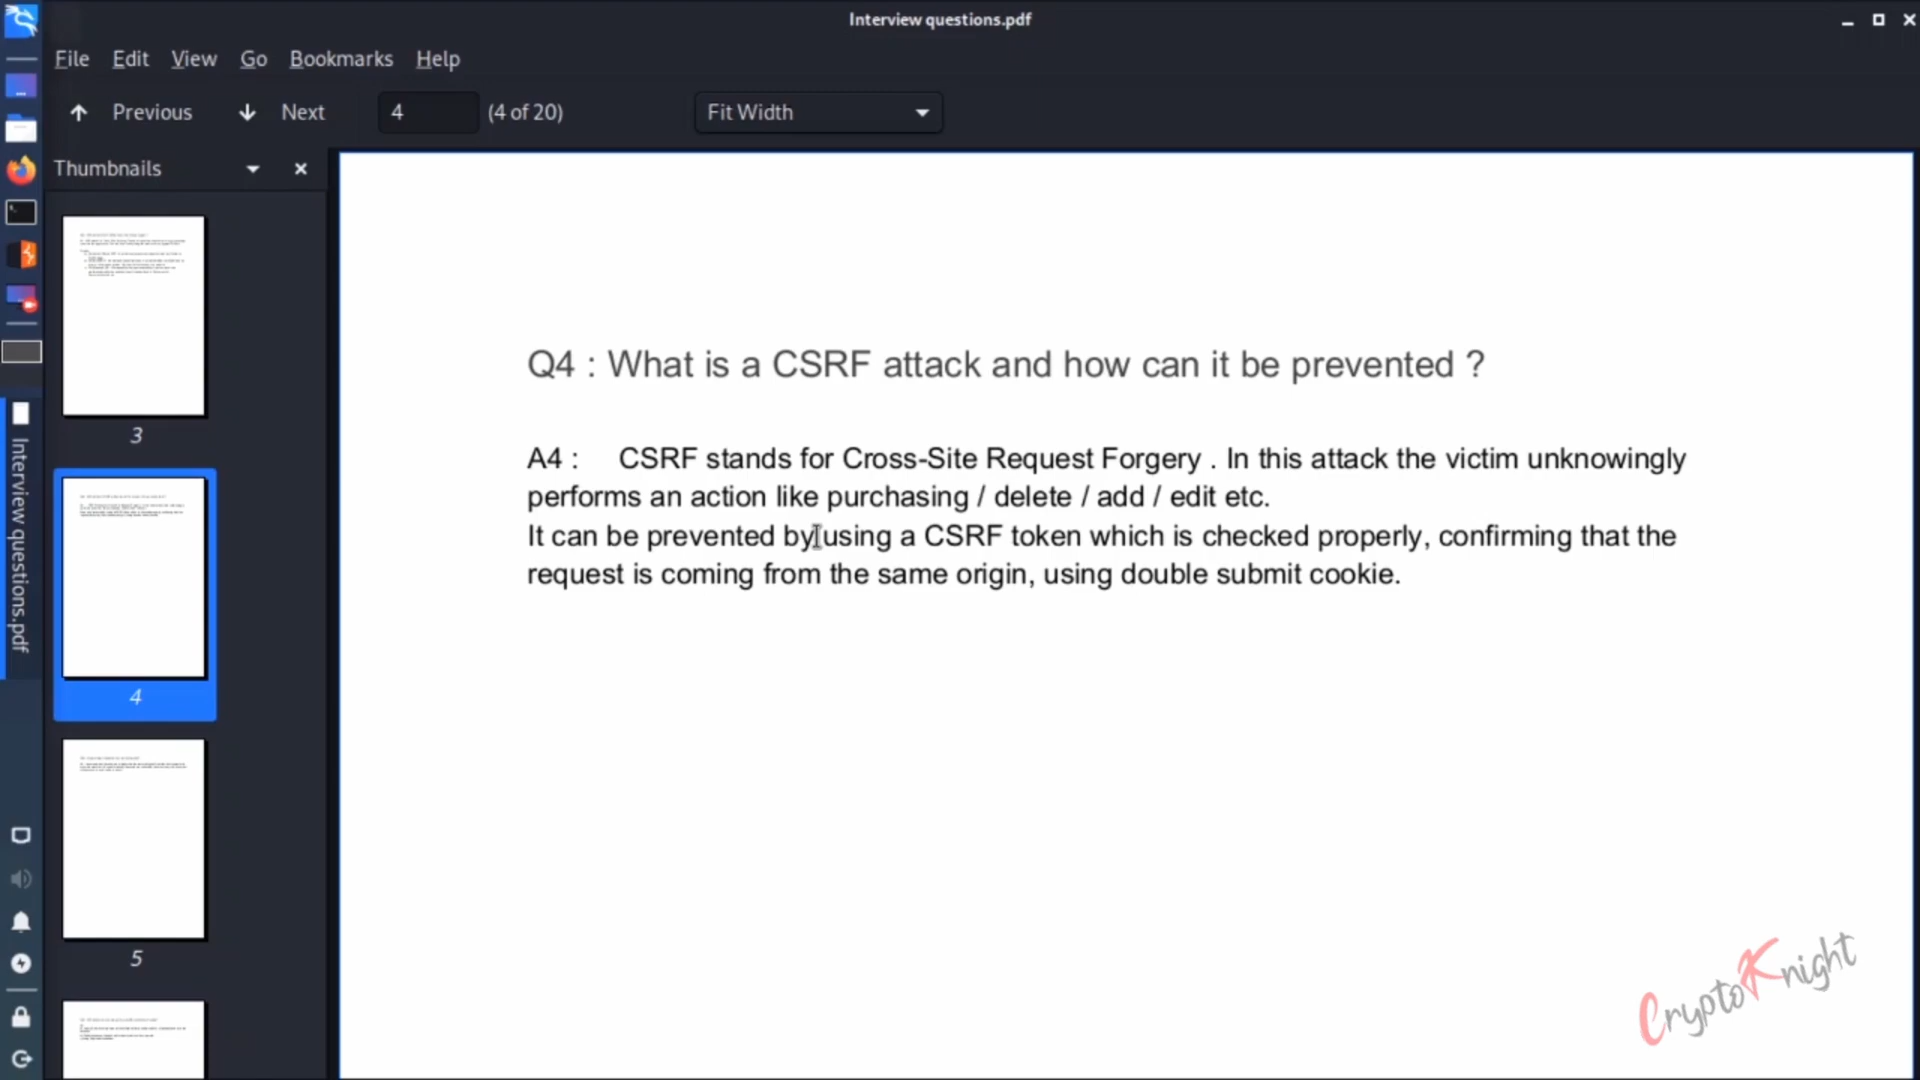 Interview questions.pdf
File Edit View Go Bookmarks Help
Previous Next 4 (4 of 20) Fit Width
Thumbnails
3
4
5
Interview questions.pdf
Q4 : What is a CSRF attack and how can it be prevented ?
A4 : CSRF stands for Cross-Site Request Forgery . In this attack the victim unknowingly
performs an action like purchasing / delete / add / edit etc.
It can be prevented by using a CSRF token which is checked properly, confirming that the
request is coming from the same origin, using double submit cookie.
CryptoKnight